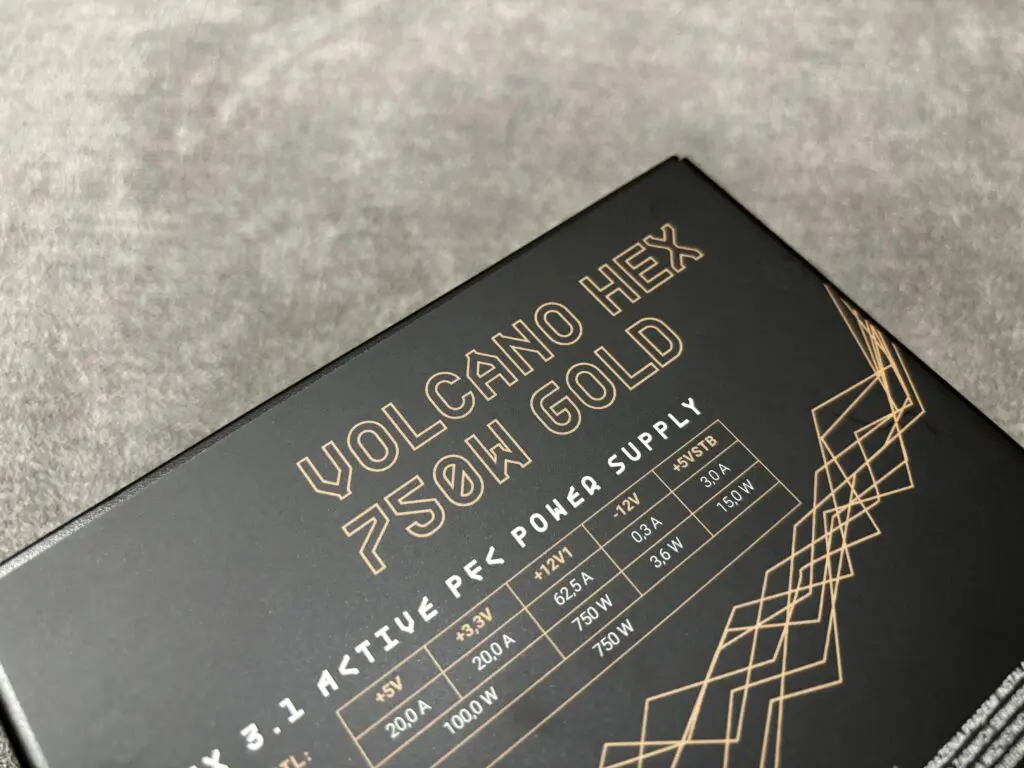 VOLCANO HEX
750W GOLD
3.1 ACTIVE PFC POWER SUPPLY
+5V +3,3V +12V1 -12V +5VSTB
20,0 A 20,0 A 62,5 A 0,3 A 3,0 A
100,0 W 750 W 3,6 W 15,0 W
750 W